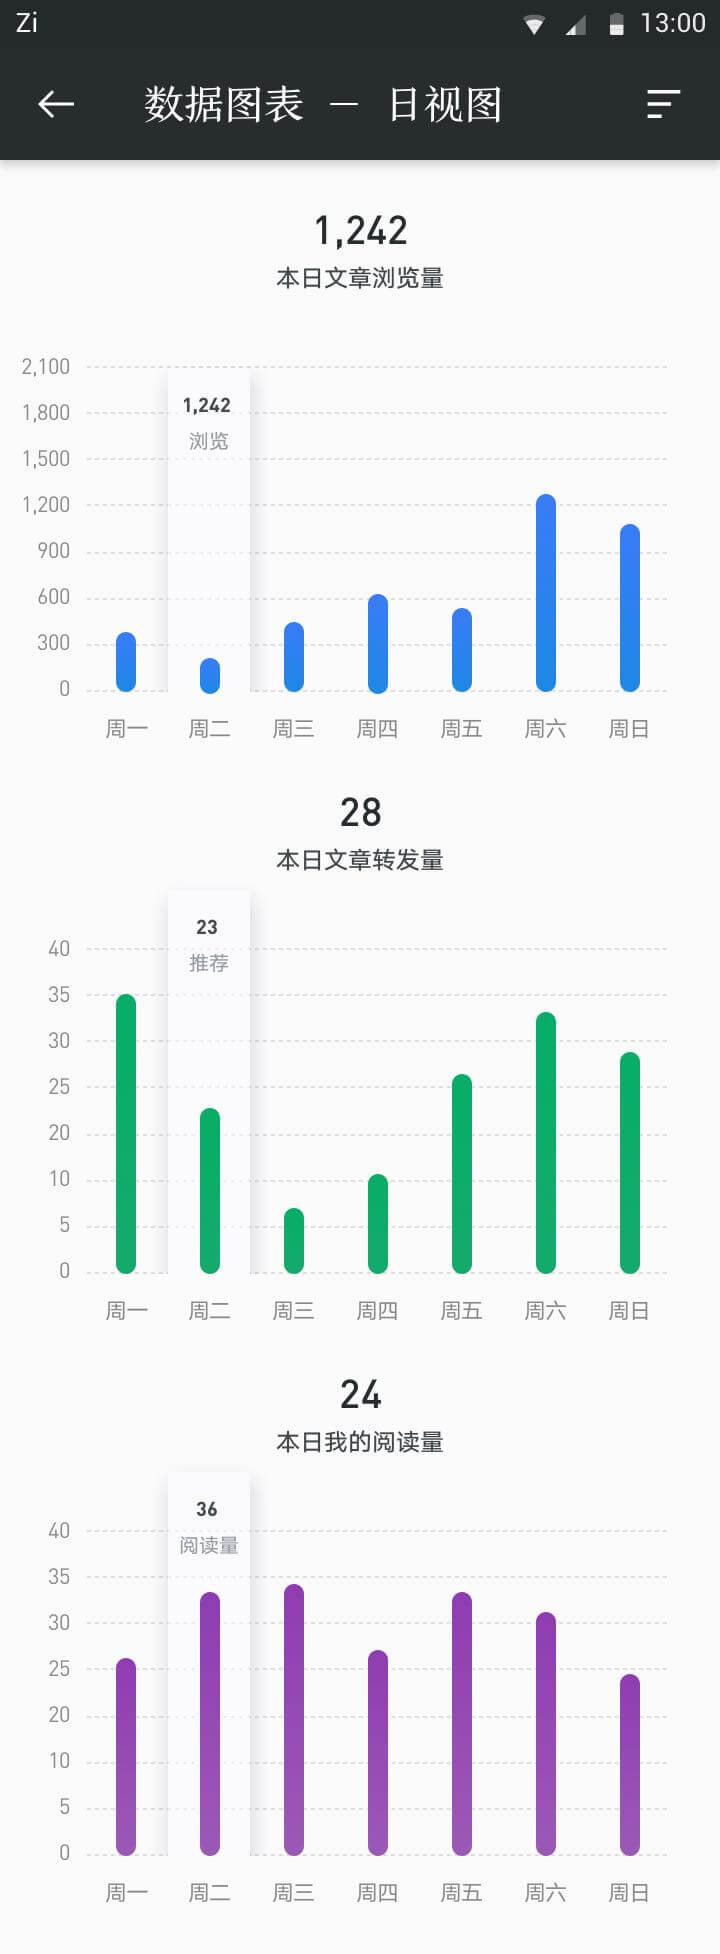 Zi 13:00
数据图表 — 日视图
1,242
本日文章浏览量
2,100
1,242
1,800
浏览
1,500
1,200
900
600
300
0
周一 周二 周三 周四 周五 周六 周日
28
本日文章转发量
23
40
推荐
35
30
25
20
10
5
0
周一 周二 周三 周四 周五 周六 周日
24
本日我的阅读量
36
40
阅读量
35
30
25
20
10
5
0
周一 周二 周三 周四 周五 周六 周日